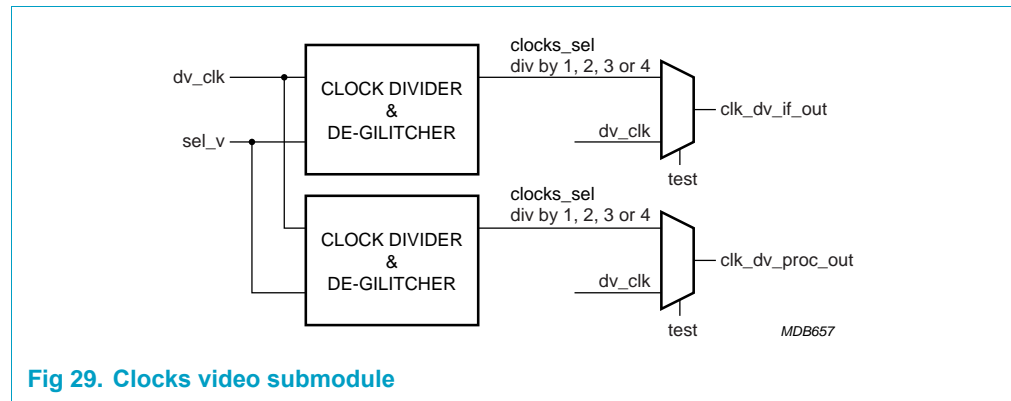 clocks_sel
div by 1, 2, 3 or 4
dv_clk
CLOCK DIVIDER
&
DE-GILITCHER
clk_dv_if_out
sel_v
dv_clk
test
clocks_sel
div by 1, 2, 3 or 4
CLOCK DIVIDER
&
DE-GILITCHER
clk_dv_proc_out
dv_clk
test
MDB657
Fig 29. Clocks video submodule